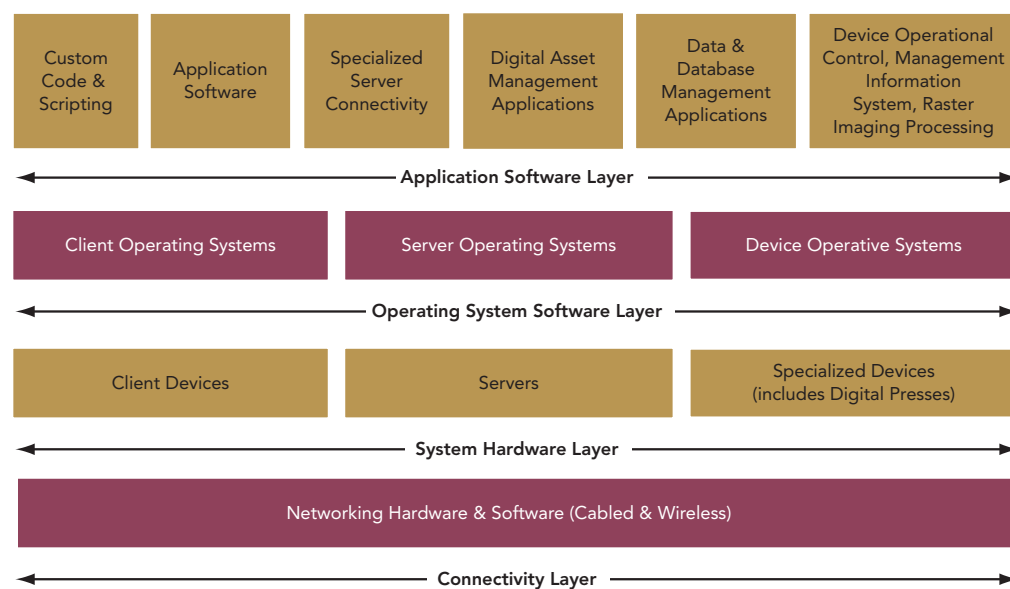 Custom
Code &
Scripting
Application
Software
Specialized
Server
Connectivity
Digital Asset
Management
Applications
Data &
Database
Management
Applications
Device Operational
Control, Management
Information
System, Raster
Imaging Processing
Application Software Layer
Client Operating Systems
Server Operating Systems
Device Operative Systems
Operating System Software Layer
Client Devices
Servers
Specialized Devices
(includes Digital Presses)
System Hardware Layer
Networking Hardware & Software (Cabled & Wireless)
Connectivity Layer